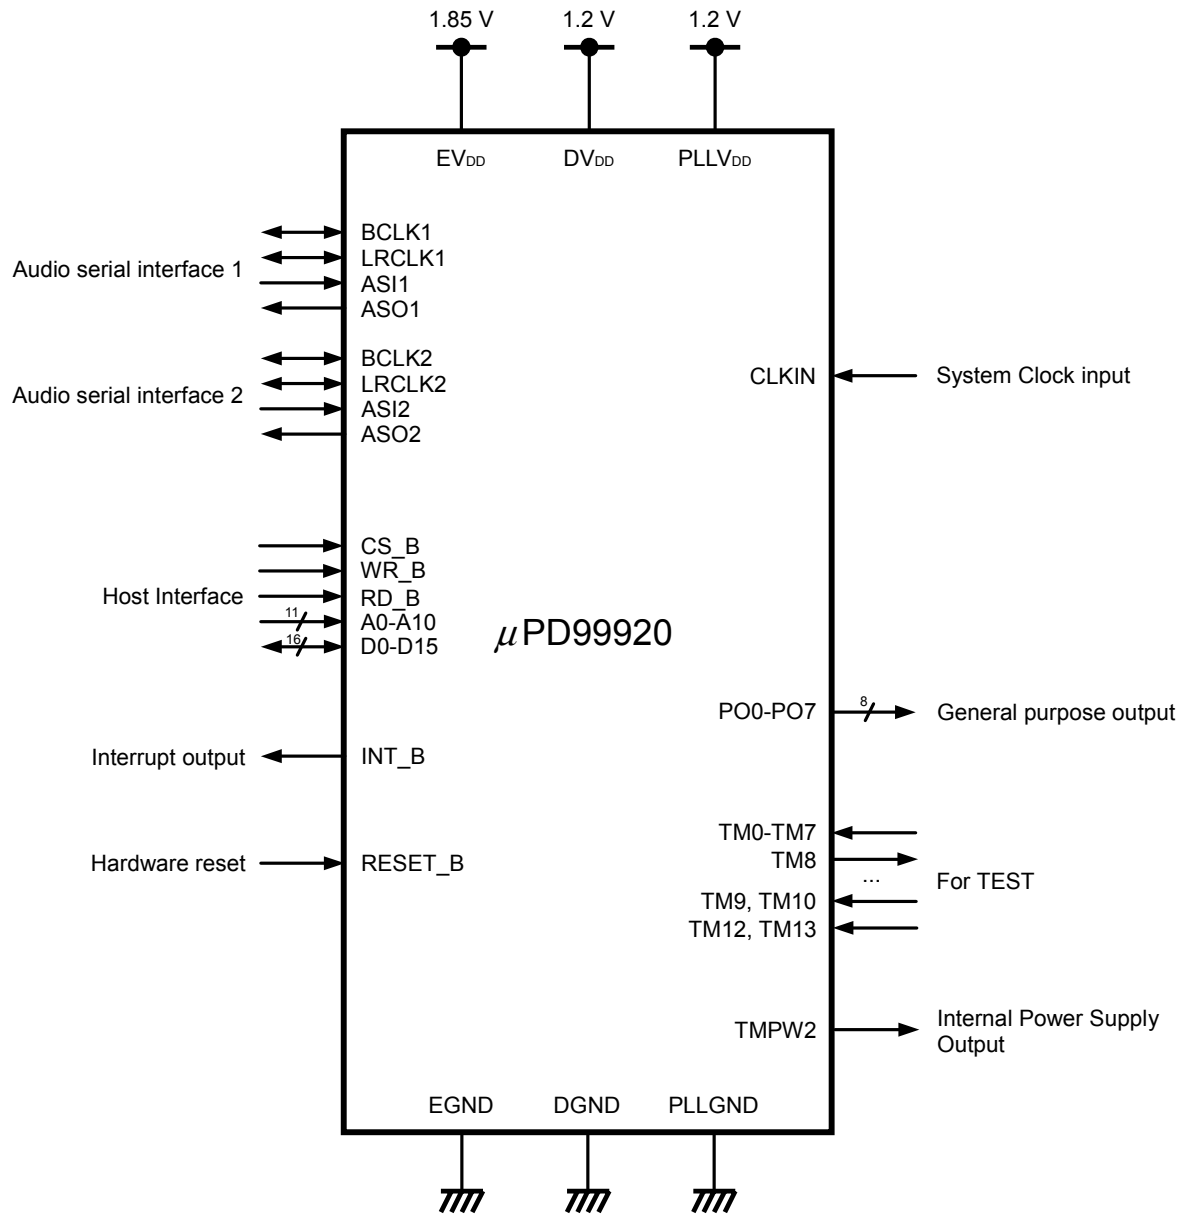 1.85 V
1.2 V
1.2 V
EVDD
DVDD
PLLVDD
Audio serial interface 1
BCLK1
LRCLK1
ASI1
ASO1
Audio serial interface 2
BCLK2
LRCLK2
ASI2
ASO2
CLKIN
System Clock input
Host Interface
CS_B
WR_B
RD_B
11
A0-A10
16
D0-D15
μPD99920
PO0-PO7
8
General purpose output
Interrupt output
INT_B
Hardware reset
RESET_B
TM0-TM7
TM8
...
TM9, TM10
TM12, TM13
For TEST
TMPW2
Internal Power Supply
Output
EGND
DGND
PLLGND